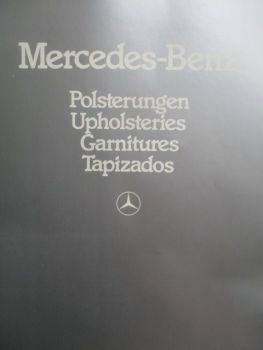 Mercedes-Benz
Polsterungen
Upholsteries
Garnitures
Tapizados